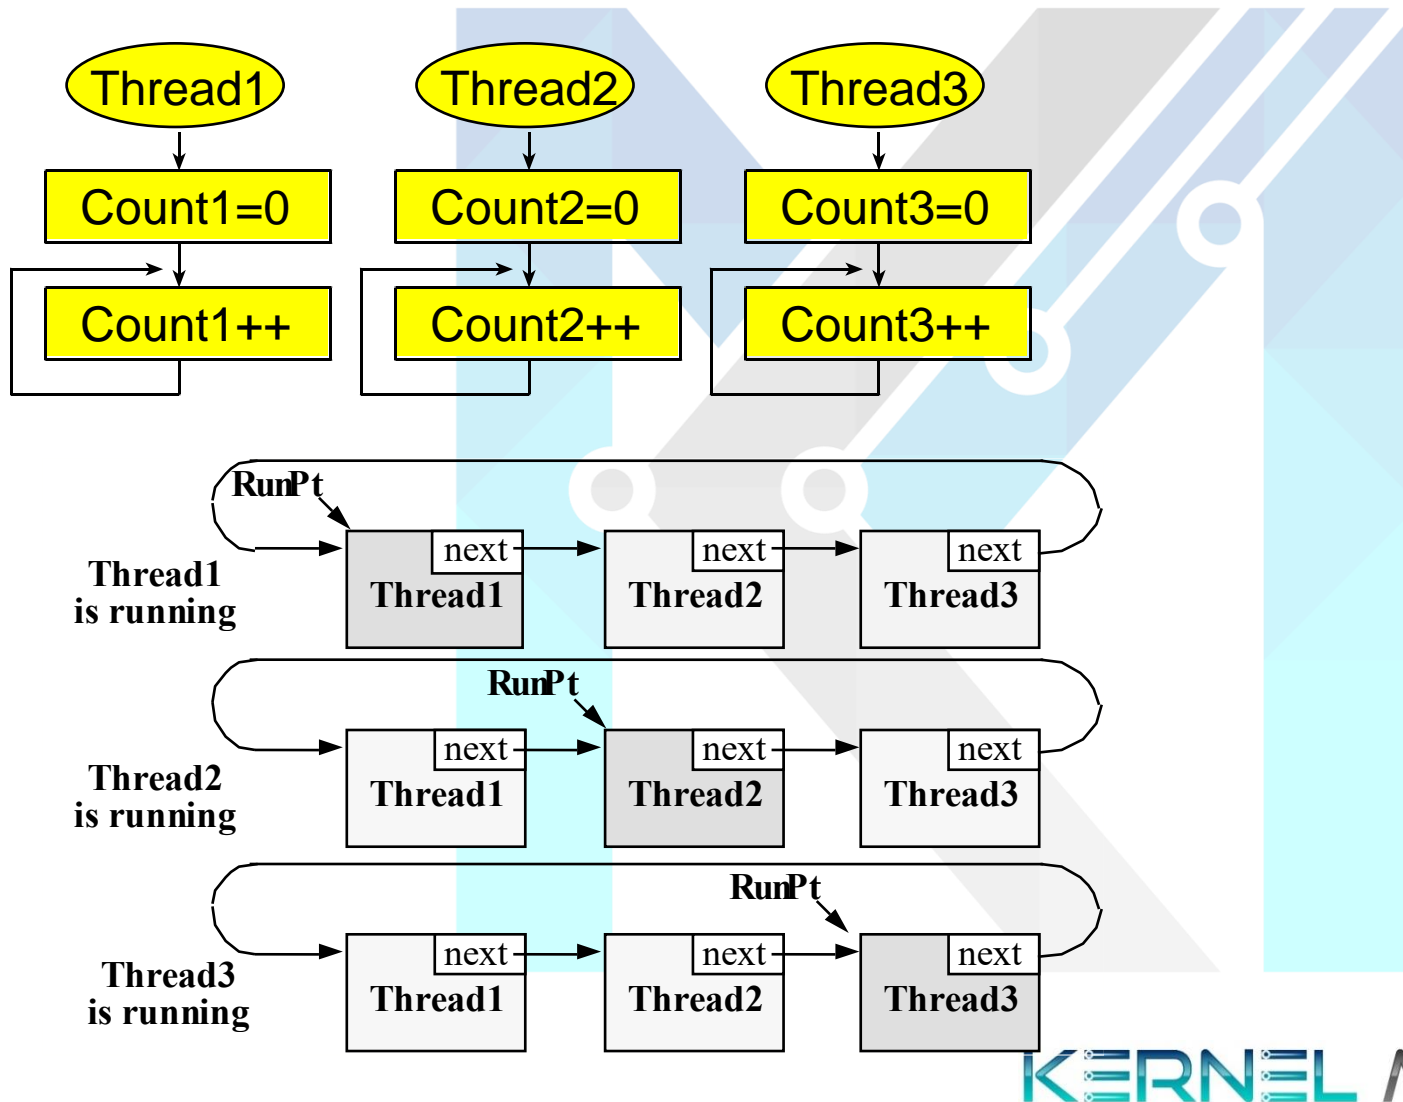 Thread1 Thread2 Thread3
Count1=0 Count2=0 Count3=0
Count1++ Count2++ Count3++
RunPt
next next next
Thread1
is running
Thread1 Thread2 Thread3
RunPt
next next next
Thread2
is running
Thread1 Thread2 Thread3
RunPt
next next next
Thread3
is running
Thread1 Thread2 Thread3
KERNEL